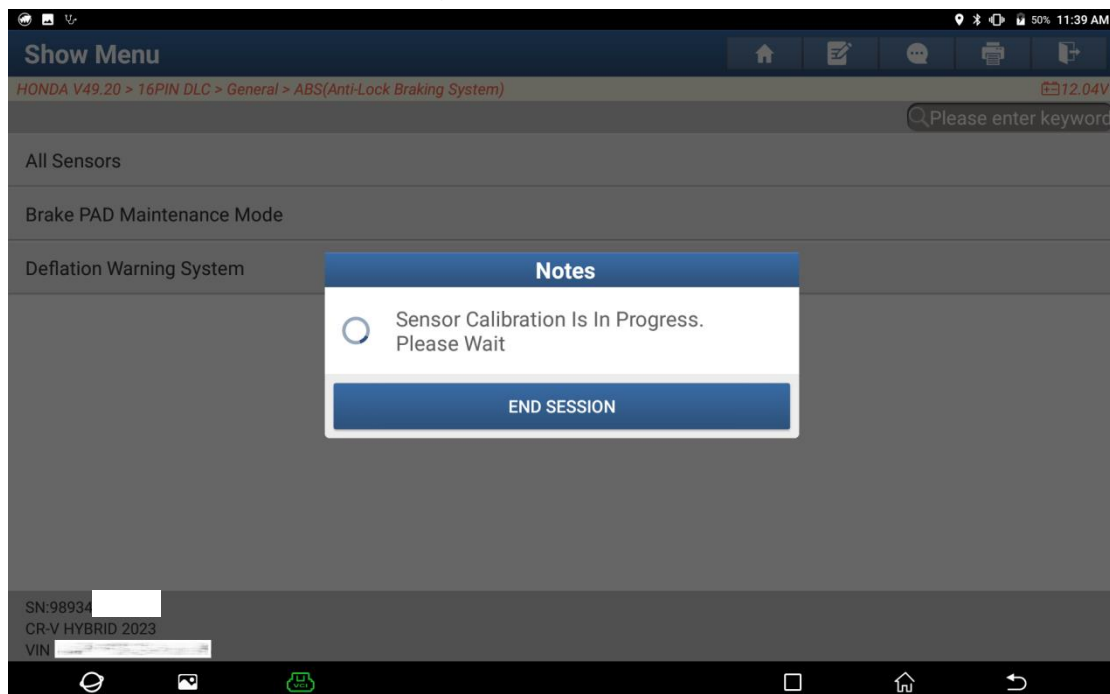 50% 11:39 AM
Show Menu
HONDA V49.20 > 16PIN DLC > General > ABS(Anti-Lock Braking System)
12.04V
Please enter keyword
All Sensors
Brake PAD Maintenance Mode
Deflation Warning System
Notes
Sensor Calibration Is In Progress.
Please Wait
END SESSION
SN:98934
CR-V HYBRID 2023
VIN
VCI